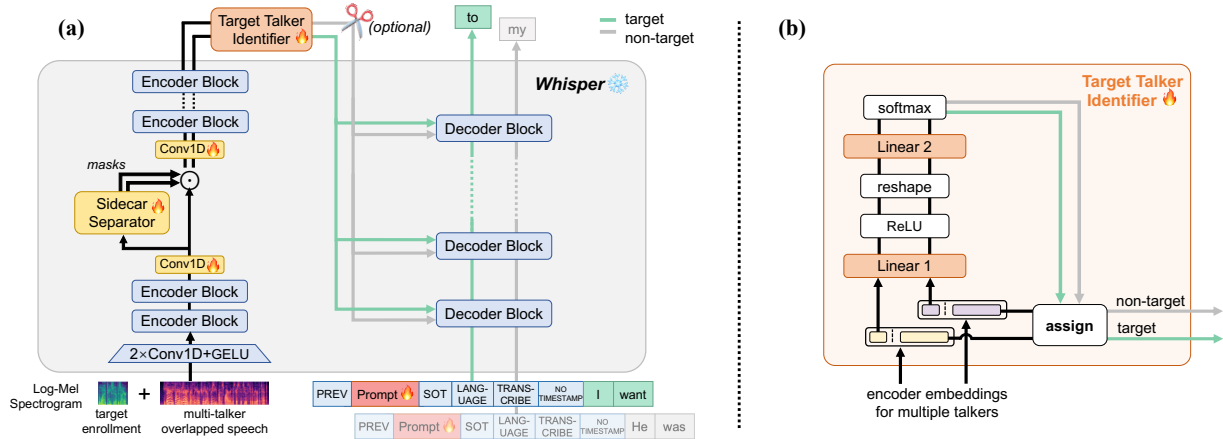 (a)
Target Talker
Identifier
(optional)
to
my
target
non-target
Encoder Block
Whisper
Encoder Block
Conv1D
masks
Sidecar
Separator
Conv1D
Encoder Block
Encoder Block
2×Conv1D+GELU
Decoder Block
Decoder Block
Decoder Block
Log-Mel
Spectrogram
+
target
enrollment
multi-talker
overlapped speech
PREV Prompt SOT LANG-UAGE TRANS-CRIBE NO TIMESTAMP I want
PREV Prompt SOT LANG-UAGE TRANS-CRIBE NO TIMESTAMP He was
(b)
Target Talker
Identifier
softmax
Linear 2
reshape
ReLU
Linear 1
assign
non-target
target
encoder embeddings
for multiple talkers